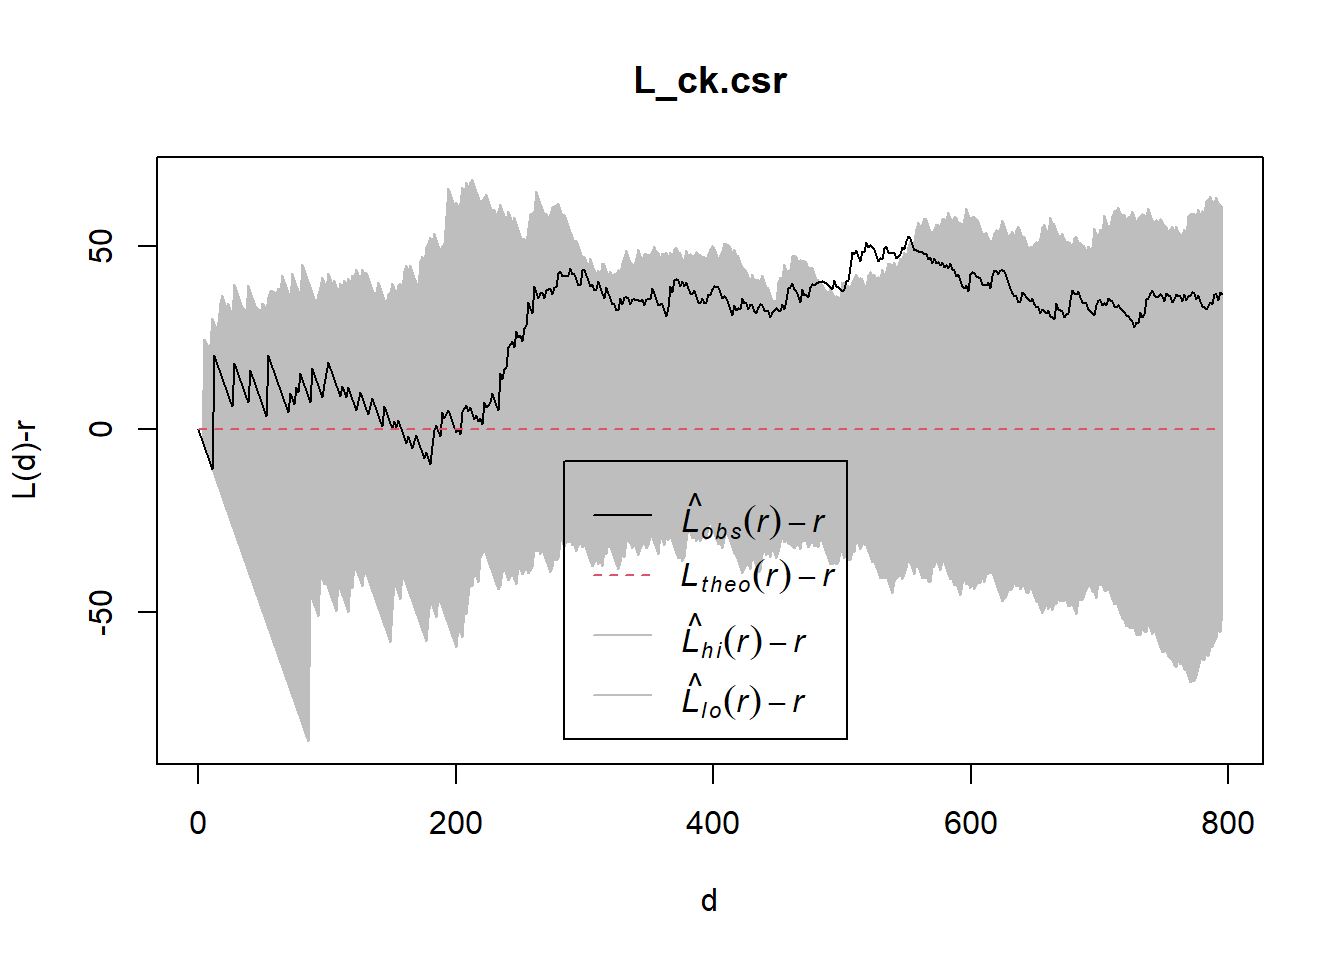 L_ck.csr
L(d)-r
50
0
-50
L̂obs(r) − r
Ltheo(r) − r
L̂hi(r) − r
L̂lo(r) − r
0 200 400 600 800
d